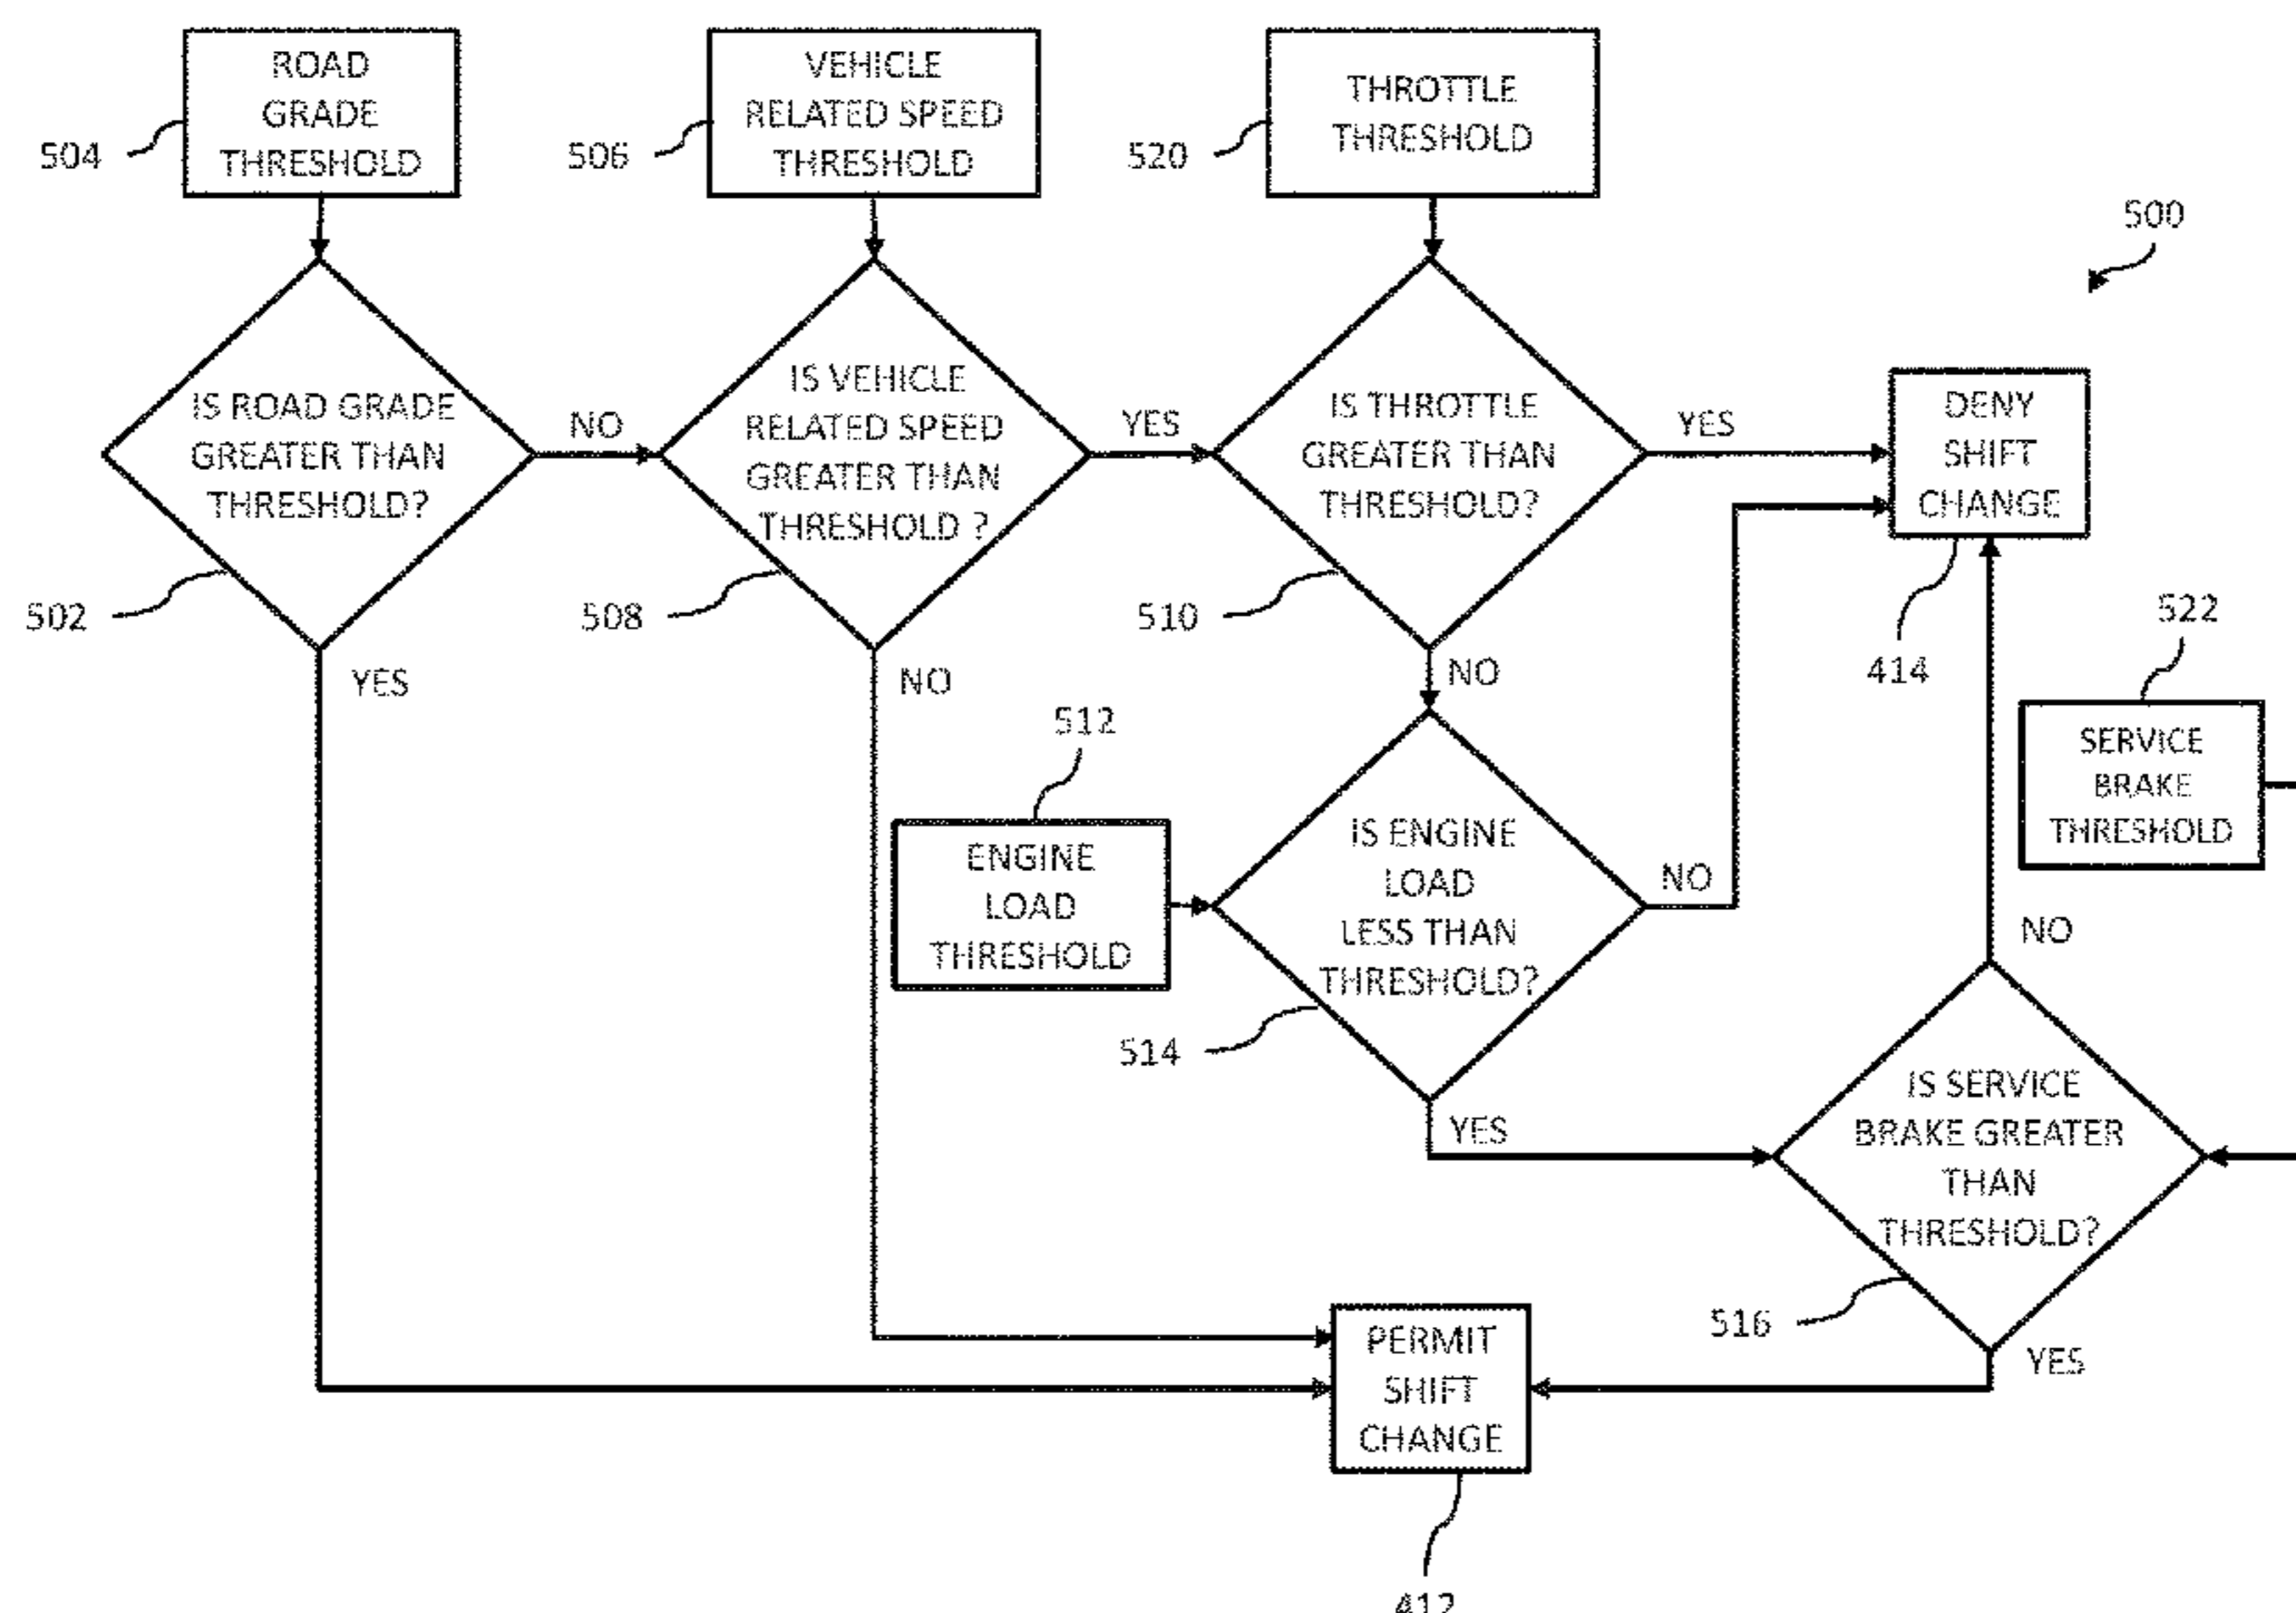 ROAD
GRADE
THRESHOLD
504
VEHICLE
RELATED SPEED
THRESHOLD
506
THROTTLE
THRESHOLD
520
500
IS ROAD GRADE
GREATER THAN
THRESHOLD?
502
NO
YES
IS VEHICLE
RELATED SPEED
GREATER THAN
THRESHOLD ?
508
YES
NO
IS THROTTLE
GREATER THAN
THRESHOLD?
510
YES
NO
DENY
SHIFT
CHANGE
414
522
SERVICE
BRAKE
THRESHOLD
512
ENGINE
LOAD
THRESHOLD
IS ENGINE
LOAD
LESS THAN
THRESHOLD?
514
NO
YES
NO
IS SERVICE
BRAKE GREATER
THAN
THRESHOLD?
516
YES
PERMIT
SHIFT
CHANGE
412